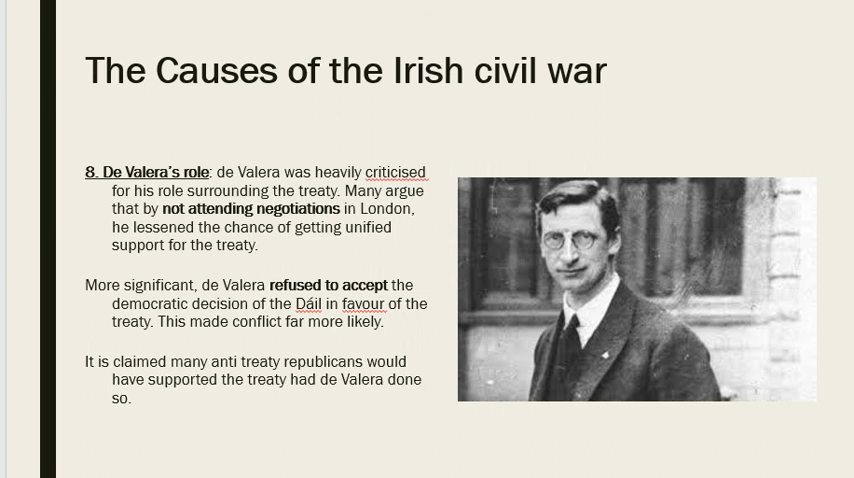 The Causes of the Irish civil war
8. De Valera's role: de Valera was heavily criticised
for his role surrounding the treaty. Many argue
that by not attending negotiations in London,
he lessened the chance of getting unified
support for the treaty.
More significant, de Valera refused to accept the
democratic decision of the Dáil in favour of the
treaty. This made conflict far more likely.
It is claimed many anti treaty republicans would
have supported the treaty had de Valera done
so.